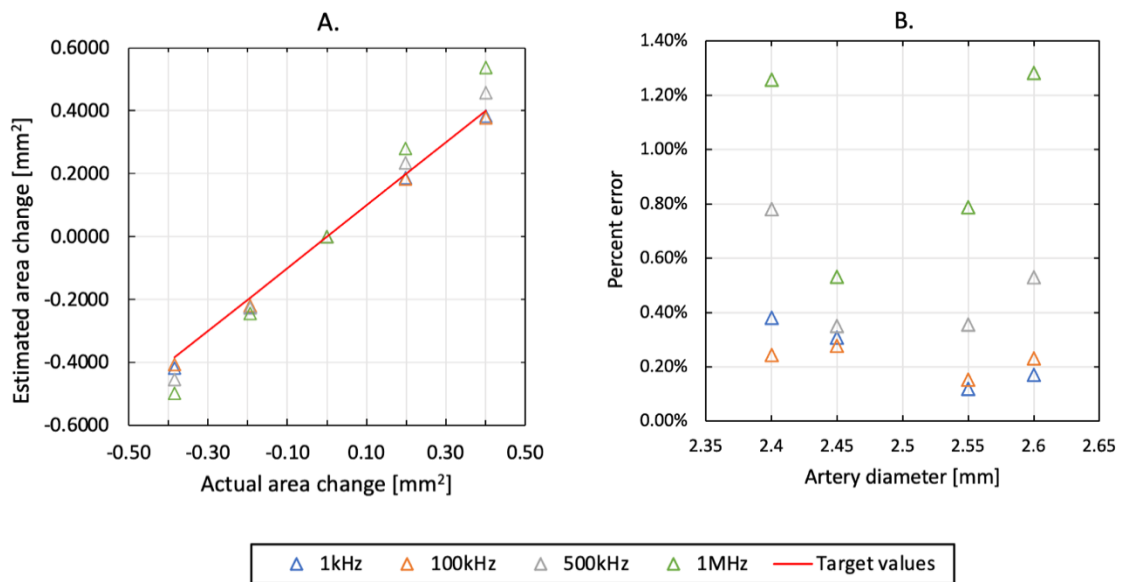 A.
Estimated area change [mm²]
0.6000
0.4000
0.2000
0.0000
-0.2000
-0.4000
-0.6000
-0.50 -0.30 -0.10 0.10 0.30 0.50
Actual area change [mm²]
B.
Percent error
1.40%
1.20%
1.00%
0.80%
0.60%
0.40%
0.20%
0.00%
2.35 2.4 2.45 2.5 2.55 2.6 2.65
Artery diameter [mm]
1kHz 100kHz 500kHz 1MHz Target values